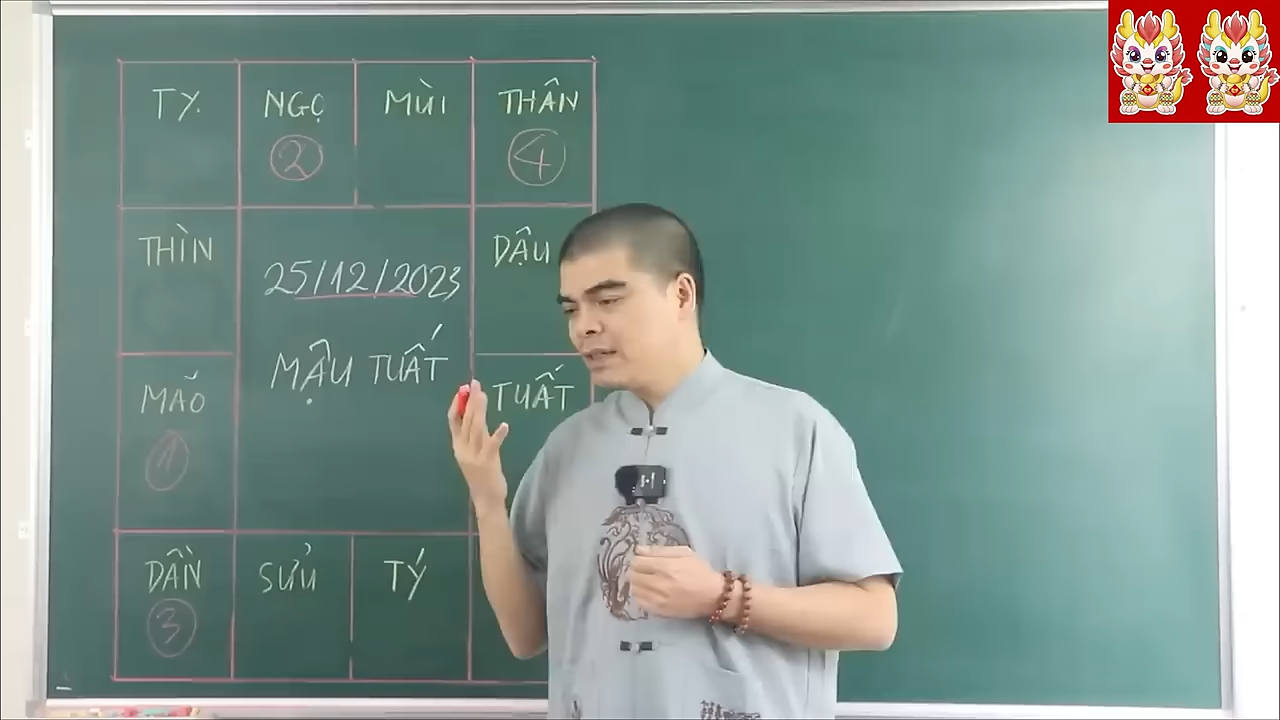 TỴ NGỌ MÙI THÂN
② ④
THÌN DẬU
25/12/2023
MẬU TUẤT
MÃO TUẤT
①
DẦN SỬU TÝ
③